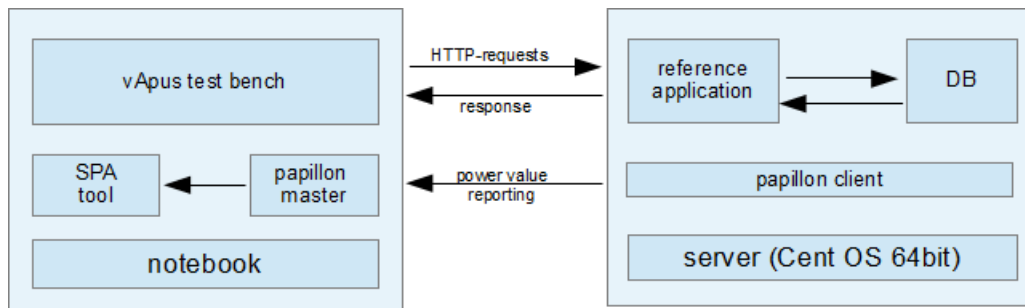 vApus test bench
SPA
tool
papillon
master
notebook
HTTP-requests
response
power value
reporting
reference
application
DB
papillon client
server (Cent OS 64bit)